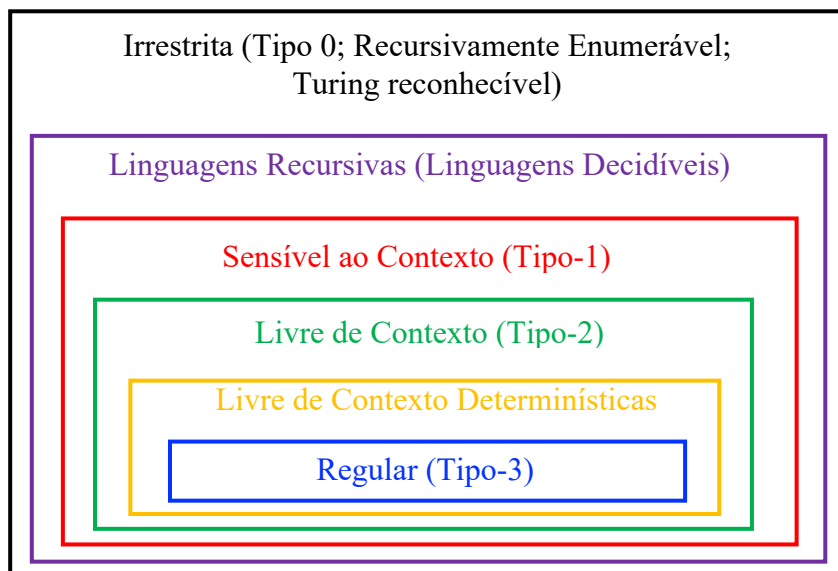 Irrestrita (Tipo 0; Recursivamente Enumerável;
Turing reconhecível)
Linguagens Recursivas (Linguagens Decidíveis)
Sensível ao Contexto (Tipo-1)
Livre de Contexto (Tipo-2)
Livre de Contexto Determinísticas
Regular (Tipo-3)